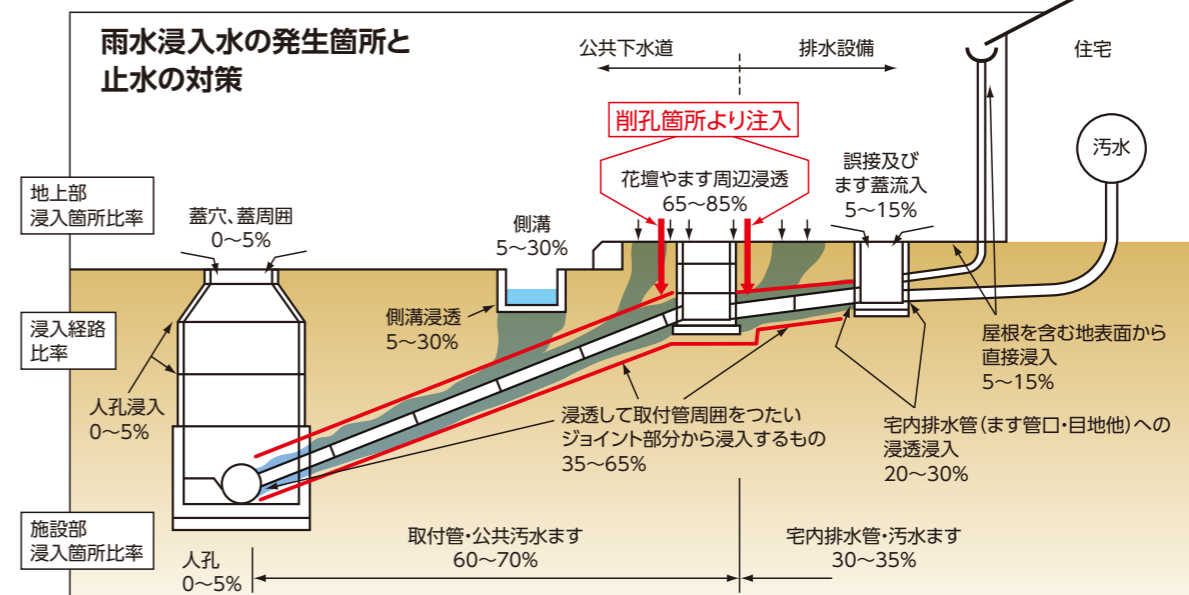 雨水浸入水の発生箇所と
止水の対策
公共下水道
排水設備
住宅
削孔箇所より注入
汚水
地上部
浸入箇所比率
蓋穴、蓋周囲
0～5%
側溝
5～30%
花壇やます周辺浸透
65～85%
誤接及び
ます蓋流入
5～15%
浸入経路
比率
人孔浸入
0～5%
側溝浸透
5～30%
浸透して取付管周囲をつたい
ジョイント部分から浸入するもの
35～65%
宅内排水管(ます管口・目地他)への
浸透浸入
20～30%
屋根を含む地表面から
直接浸入
5～15%
施設部
浸入箇所比率
人孔
0～5%
取付管・公共汚水ます
60～70%
宅内排水管・汚水ます
30～35%